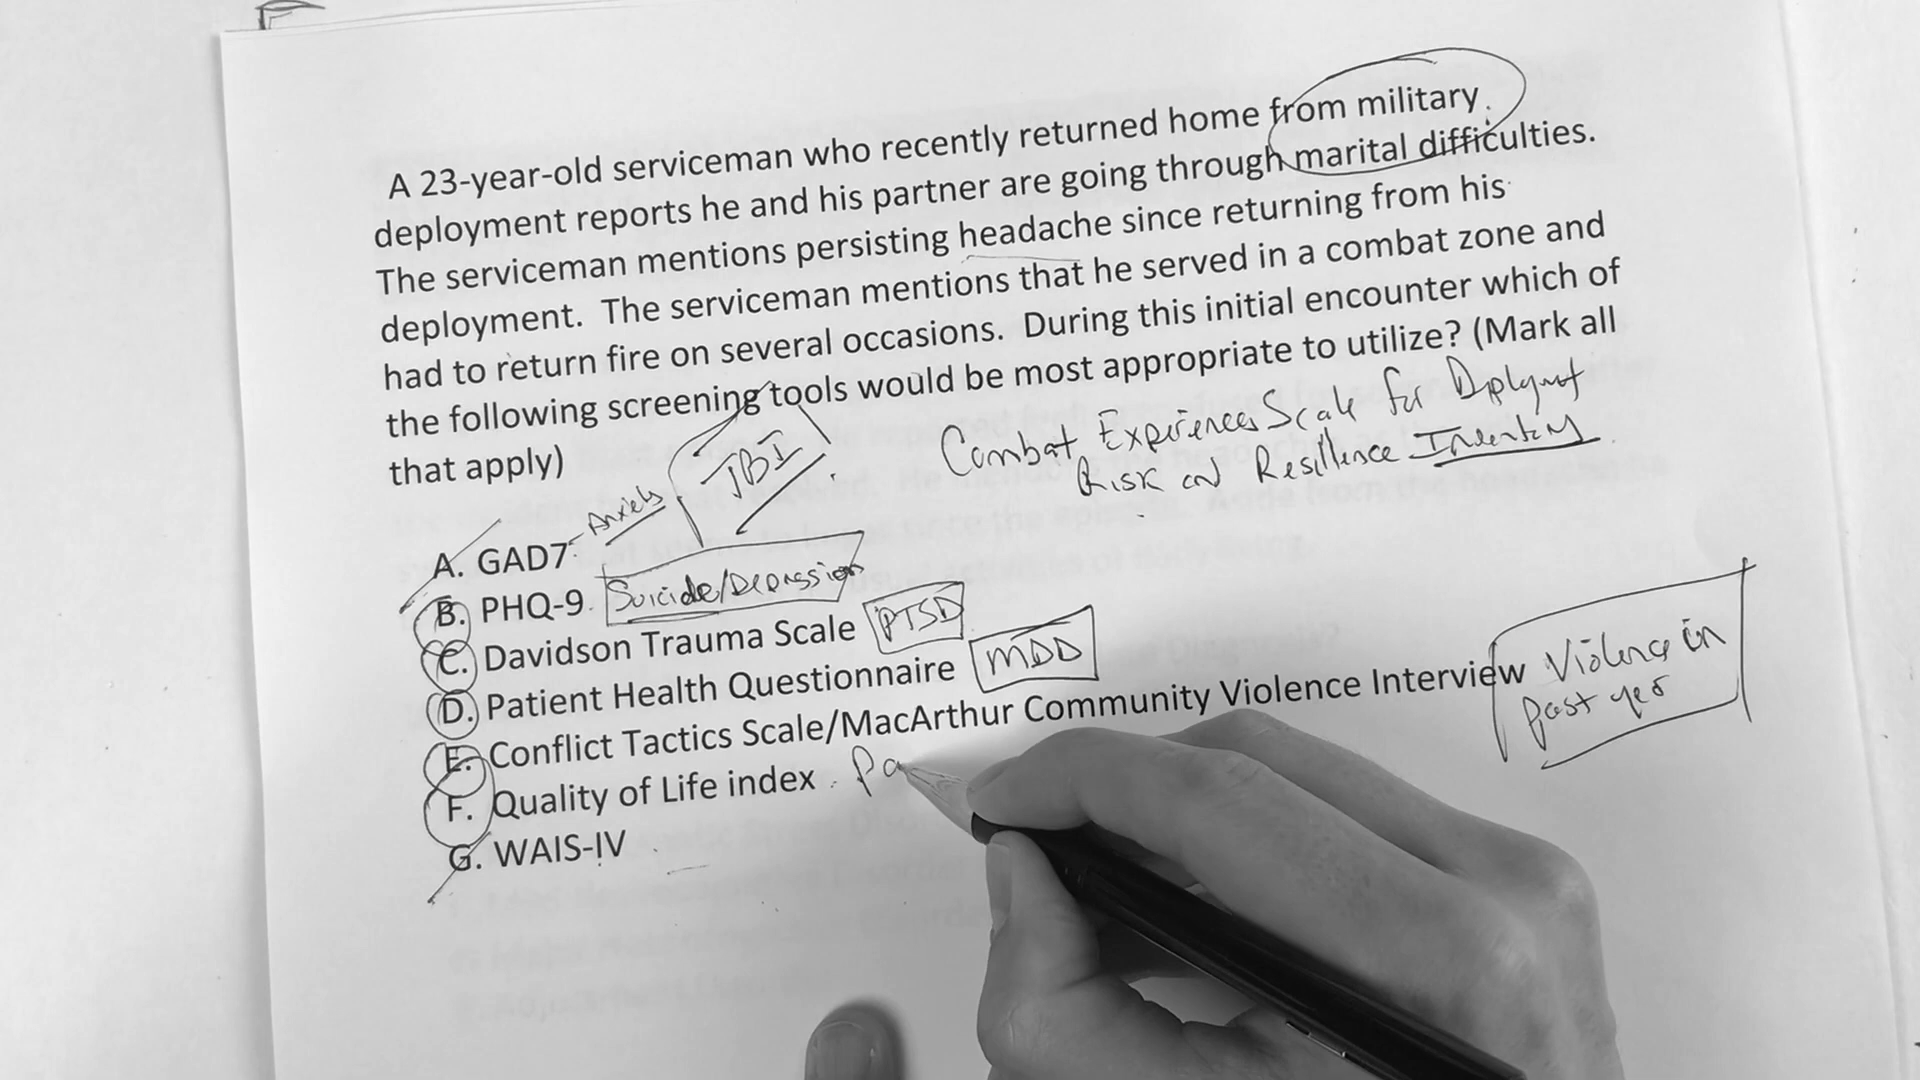 A 23-year-old serviceman who recently returned home from military
deployment reports he and his partner are going through marital difficulties.
The serviceman mentions persisting headache since returning from his
deployment. The serviceman mentions that he served in a combat zone and
had to return fire on several occasions. During this initial encounter which of
the following screening tools would be most appropriate to utilize? (Mark all
that apply)
Combat Experiences Scale for
Risk and Resilience Inventory
TBI
A. GAD7 - Anxiety
B. PHQ-9 Suicide/Depression
C. Davidson Trauma Scale PTSD
D. Patient Health Questionnaire MDD
E. Conflict Tactics Scale/MacArthur Community Violence Interview Violence in
past year
F. Quality of Life index Pa
G. WAIS-IV